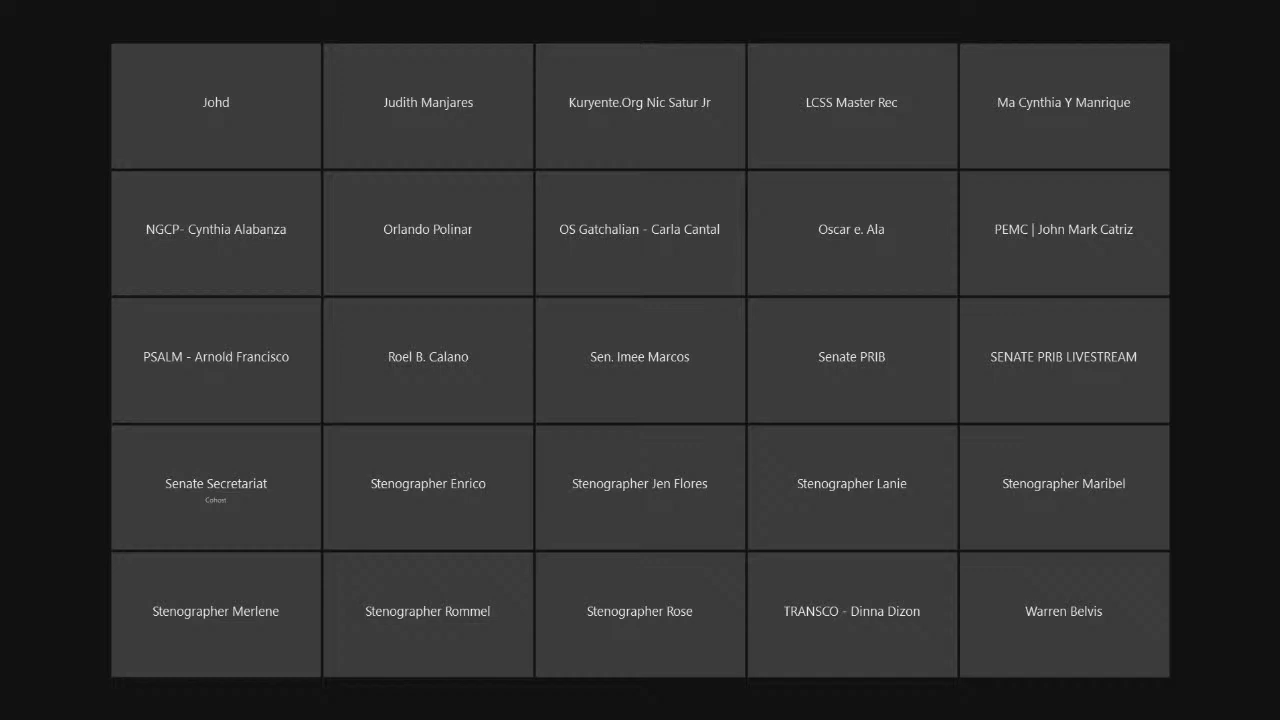 Johd
Judith Manjares
Kuryente.Org Nic Satur Jr
LCSS Master Rec
Ma Cynthia Y Manrique
NGCP- Cynthia Alabanza
Orlando Polinar
OS Gatchalian - Carla Cantal
Oscar e. Ala
PEMC | John Mark Catriz
PSALM - Arnold Francisco
Roel B. Calano
Sen. Imee Marcos
Senate PRIB
SENATE PRIB LIVESTREAM
Senate Secretariat
Cohost
Stenographer Enrico
Stenographer Jen Flores
Stenographer Lanie
Stenographer Maribel
Stenographer Merlene
Stenographer Rommel
Stenographer Rose
TRANSCO - Dinna Dizon
Warren Belvis